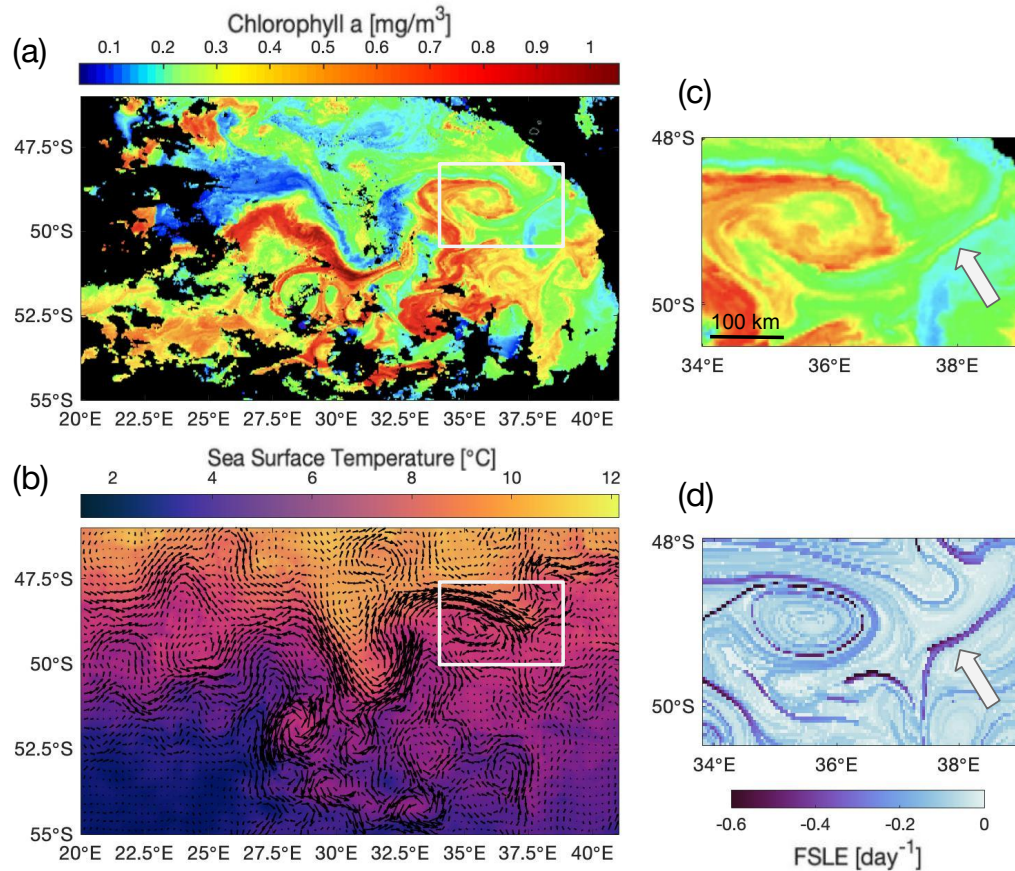 (a)
Chlorophyll a [mg/m³]
0.1 0.2 0.3 0.4 0.5 0.6 0.7 0.8 0.9 1
47.5°S
50°S
52.5°S
55°S
20°E 22.5°E 25°E 27.5°E 30°E 32.5°E 35°E 37.5°E 40°E
(b)
Sea Surface Temperature [°C]
2 4 6 8 10 12
47.5°S
50°S
52.5°S
55°S
20°E 22.5°E 25°E 27.5°E 30°E 32.5°E 35°E 37.5°E 40°E
(c)
48°S
50°S
100 km
34°E 36°E 38°E
(d)
48°S
50°S
34°E 36°E 38°E
-0.6 -0.4 -0.2 0
FSLE [day⁻¹]